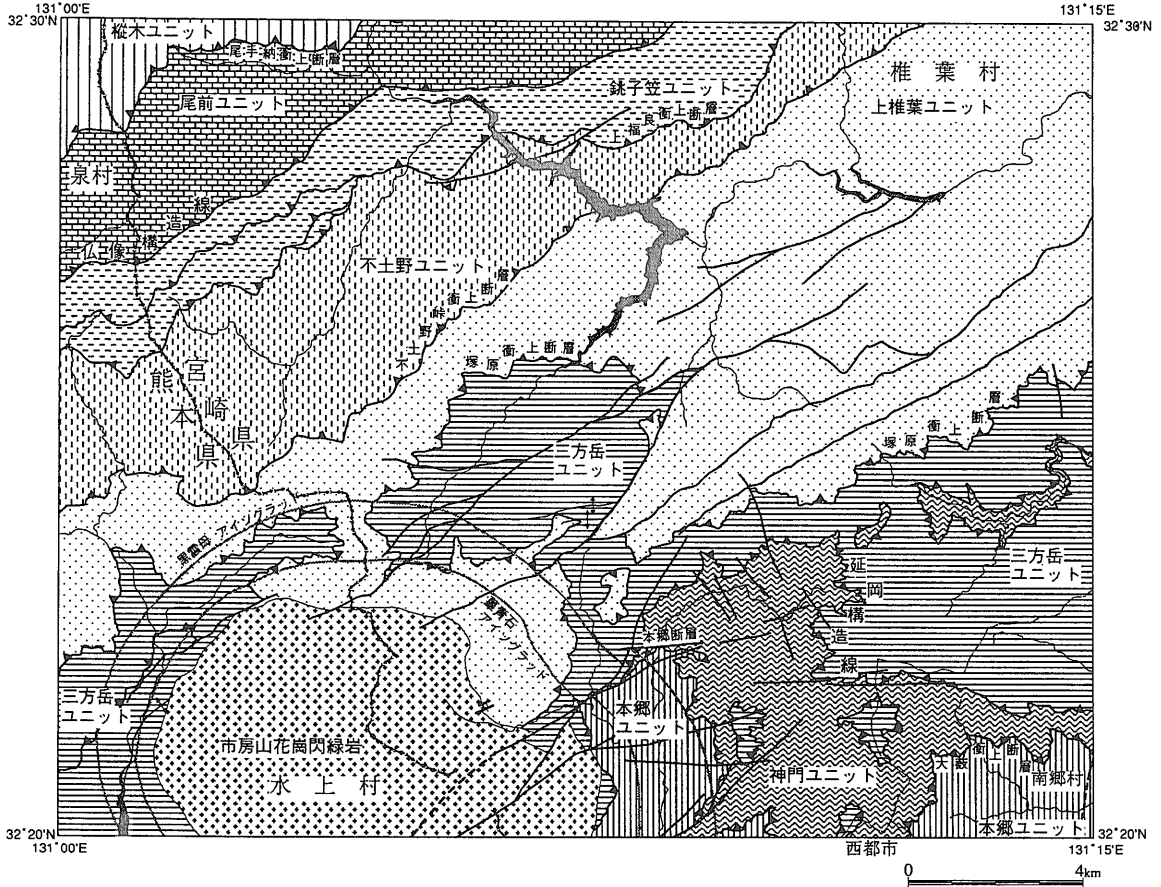 131°00'E
131°15'E
32°30'N
32°30'N
樅木ユニット
尾手納衝上断層
椎葉村
尾前ユニット
銚子笠ユニット
上椎葉ユニット
上福良衝上断層
泉村
仏像構造線
不土野ユニット
不土野峠衝上断層
塚原衝上断層
熊本県
宮崎県
塚原衝上断層
三方岳
ユニット
黒雲母アイソグラッド
三方岳
ユニット
延岡構造線
菫青石
アイソグラッド
本郷断層
三方岳
ユニット
本郷
ユニット
市房山花崗閃緑岩
水上村
神門ユニット
衝上断層
南郷村
本郷ユニット
32°20'N
32°20'N
131°00'E
西都市
131°15'E
0
4km